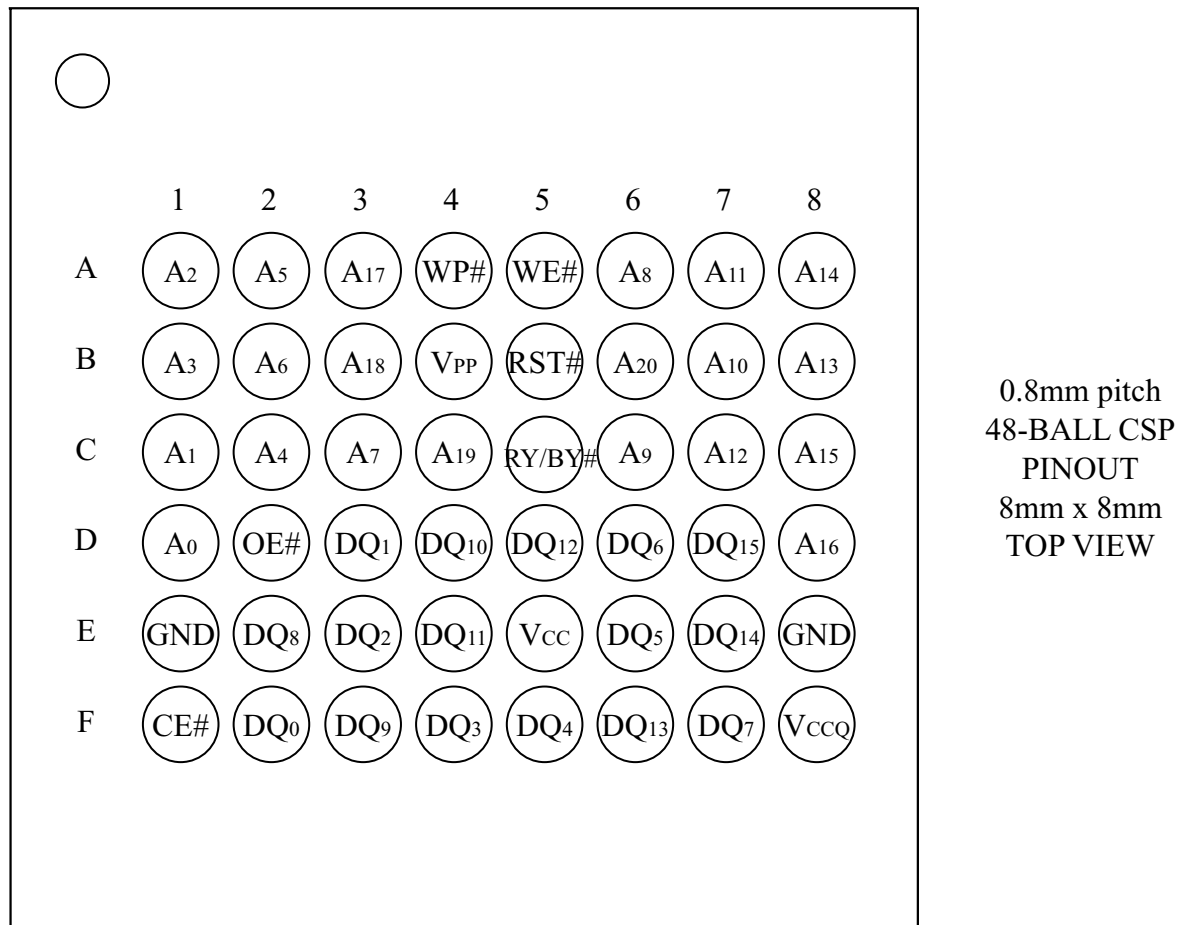 1 2 3 4 5 6 7 8
A A2 A5 A17 WP# WE# A8 A11 A14
B A3 A6 A18 VPP RST# A20 A10 A13
C A1 A4 A7 A19 RY/BY# A9 A12 A15
D A0 OE# DQ1 DQ10 DQ12 DQ6 DQ15 A16
E GND DQ8 DQ2 DQ11 VCC DQ5 DQ14 GND
F CE# DQ0 DQ9 DQ3 DQ4 DQ13 DQ7 VCCQ
0.8mm pitch
48-BALL CSP
PINOUT
8mm x 8mm
TOP VIEW